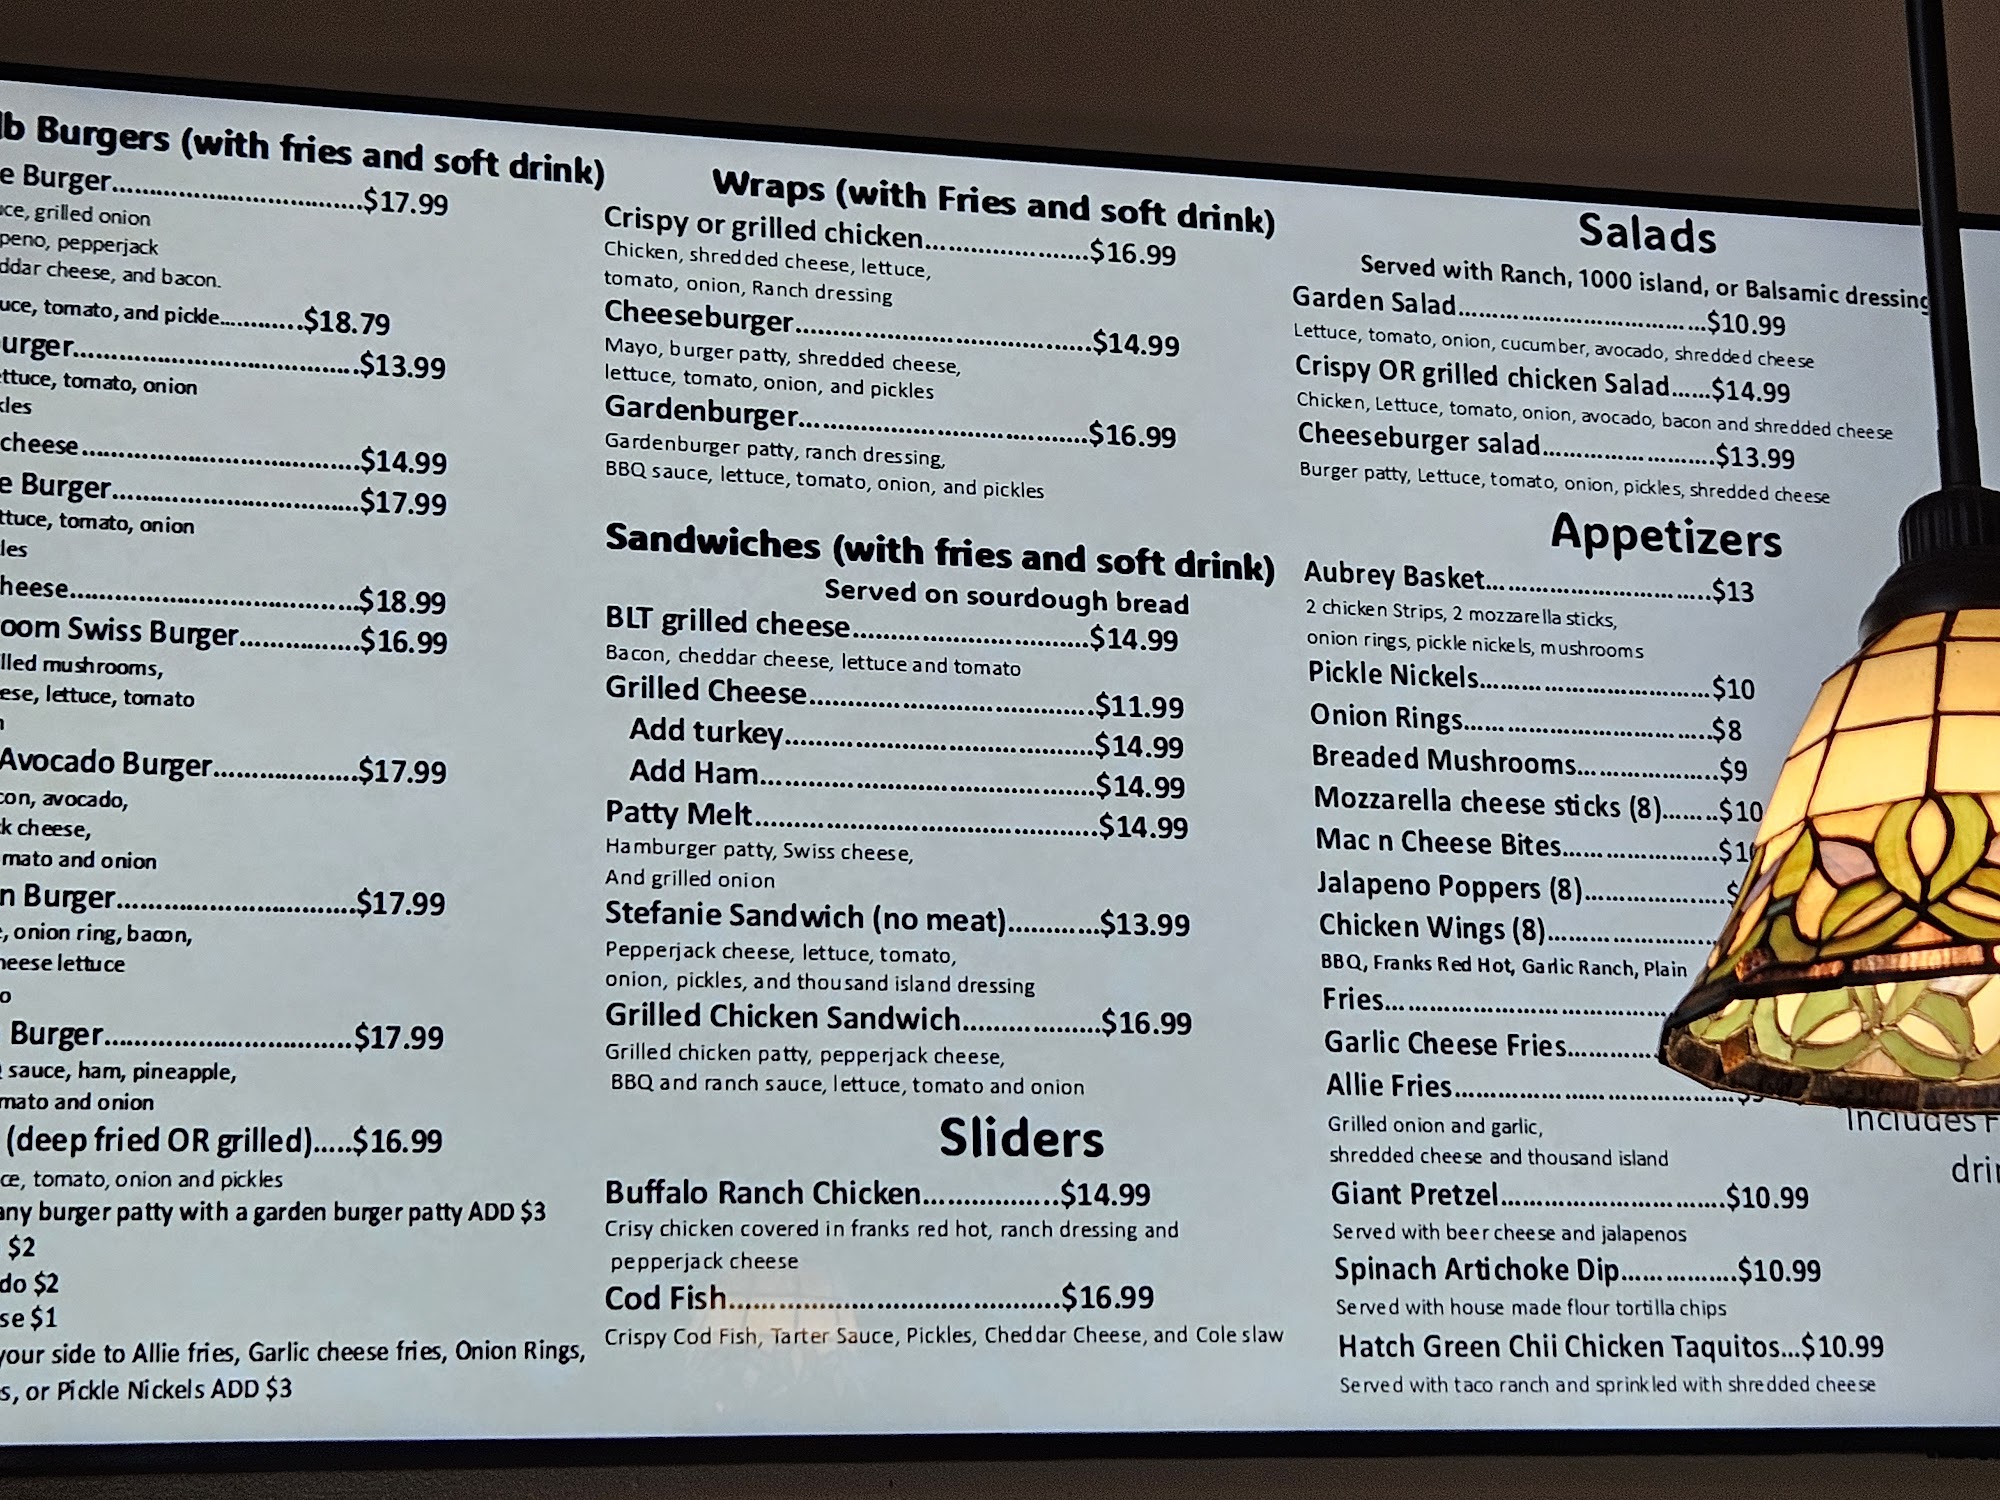 lb Burgers (with fries and soft drink)
e Burger.....$17.99
ce, grilled onion
peno, pepperjack
ddar cheese, and bacon.
uce, tomato, and pickle.....$18.79
urger.....$13.99
ettuce, tomato, onion
kles
cheese.....$14.99
e Burger.....$17.99
ttuce, tomato, onion
les
heese.....$18.99
oom Swiss Burger.....$16.99
lled mushrooms,
ese, lettuce, tomato
n
Avocado Burger.....$17.99
con, avocado,
k cheese,
mato and onion
n Burger.....$17.99
, onion ring, bacon,
heese lettuce
o
Burger.....$17.99
sauce, ham, pineapple,
mato and onion
(deep fried OR grilled).....$16.99
ce, tomato, onion and pickles
any burger patty with a garden burger patty ADD $3
$2
do $2
se $1
your side to Allie fries, Garlic cheese fries, Onion Rings,
s, or Pickle Nickels ADD $3
Wraps (with Fries and soft drink)
Crispy or grilled chicken.....$16.99
Chicken, shredded cheese, lettuce,
tomato, onion, Ranch dressing
Cheeseburger.....$14.99
Mayo, burger patty, shredded cheese,
lettuce, tomato, onion, and pickles
Gardenburger.....$16.99
Gardenburger patty, ranch dressing,
BBQ sauce, lettuce, tomato, onion, and pickles
Sandwiches (with fries and soft drink)
Served on sourdough bread
BLT grilled cheese.....$14.99
Bacon, cheddar cheese, lettuce and tomato
Grilled Cheese.....$11.99
Add turkey.....$14.99
Add Ham.....$14.99
Patty Melt.....$14.99
Hamburger patty, Swiss cheese,
And grilled onion
Stefanie Sandwich (no meat).....$13.99
Pepperjack cheese, lettuce, tomato,
onion, pickles, and thousand island dressing
Grilled Chicken Sandwich.....$16.99
Grilled chicken patty, pepperjack cheese,
BBQ and ranch sauce, lettuce, tomato and onion
Sliders
Buffalo Ranch Chicken.....$14.99
Crisy chicken covered in franks red hot, ranch dressing and
pepperjack cheese
Cod Fish.....$16.99
Crispy Cod Fish, Tarter Sauce, Pickles, Cheddar Cheese, and Cole slaw
Salads
Served with Ranch, 1000 island, or Balsamic dressing
Garden Salad.....$10.99
Lettuce, tomato, onion, cucumber, avocado, shredded cheese
Crispy OR grilled chicken Salad......$14.99
Chicken, Lettuce, tomato, onion, avocado, bacon and shredded cheese
Cheeseburger salad.....$13.99
Burger patty, Lettuce, tomato, onion, pickles, shredded cheese
Appetizers
Aubrey Basket.....$13
2 chicken Strips, 2 mozzarella sticks,
onion rings, pickle nickels, mushrooms
Pickle Nickels.....$10
Onion Rings.....$8
Breaded Mushrooms.....$9
Mozzarella cheese sticks (8).....$10
Mac n Cheese Bites.....$1
Jalapeno Poppers (8).....$
Chicken Wings (8).....
BBQ, Franks Red Hot, Garlic Ranch, Plain
Fries.....
Garlic Cheese Fries.....
Allie Fries.....
Grilled onion and garlic,
shredded cheese and thousand island
Giant Pretzel.....$10.99
Served with beer cheese and jalapenos
Spinach Artichoke Dip.....$10.99
Served with house made flour tortilla chips
Hatch Green Chii Chicken Taquitos...$10.99
Served with taco ranch and sprinkled with shredded cheese
Includes F
drin